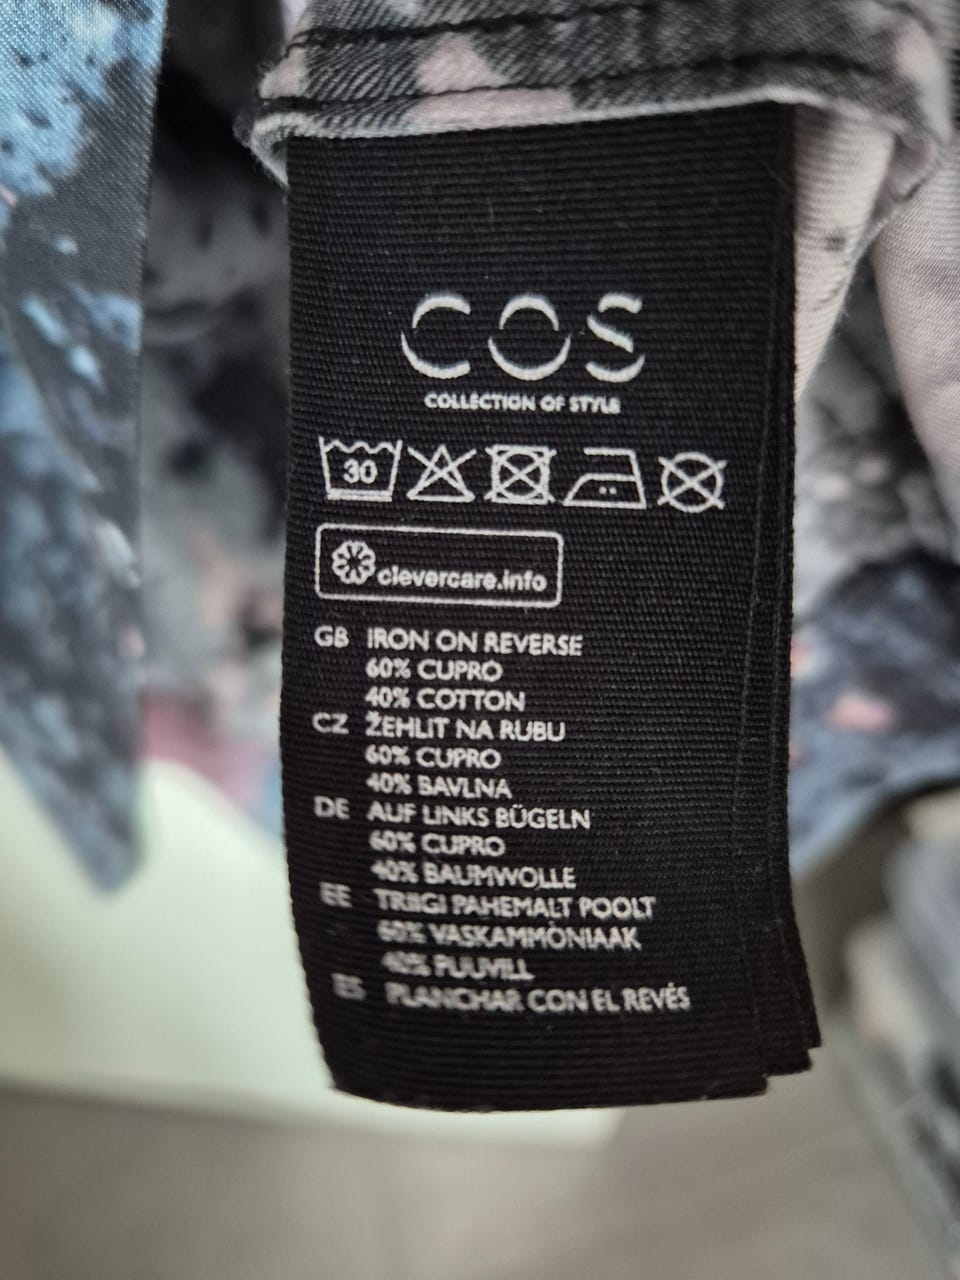 COS
COLLECTION OF STYLE
30
clevercare.info
GB IRON ON REVERSE
60% CUPRO
40% COTTON
CZ ŽEHLIT NA RUBU
60% CUPRO
40% BAVLNA
DE AUF LINKS BÜGELN
60% CUPRO
40% BAUMWOLLE
EE TRIIGI PAHEMALT POOLT
60% VASKAMMÒNIAAK
40% PUUVILL
ES PLANCHAR CON EL REVÉS